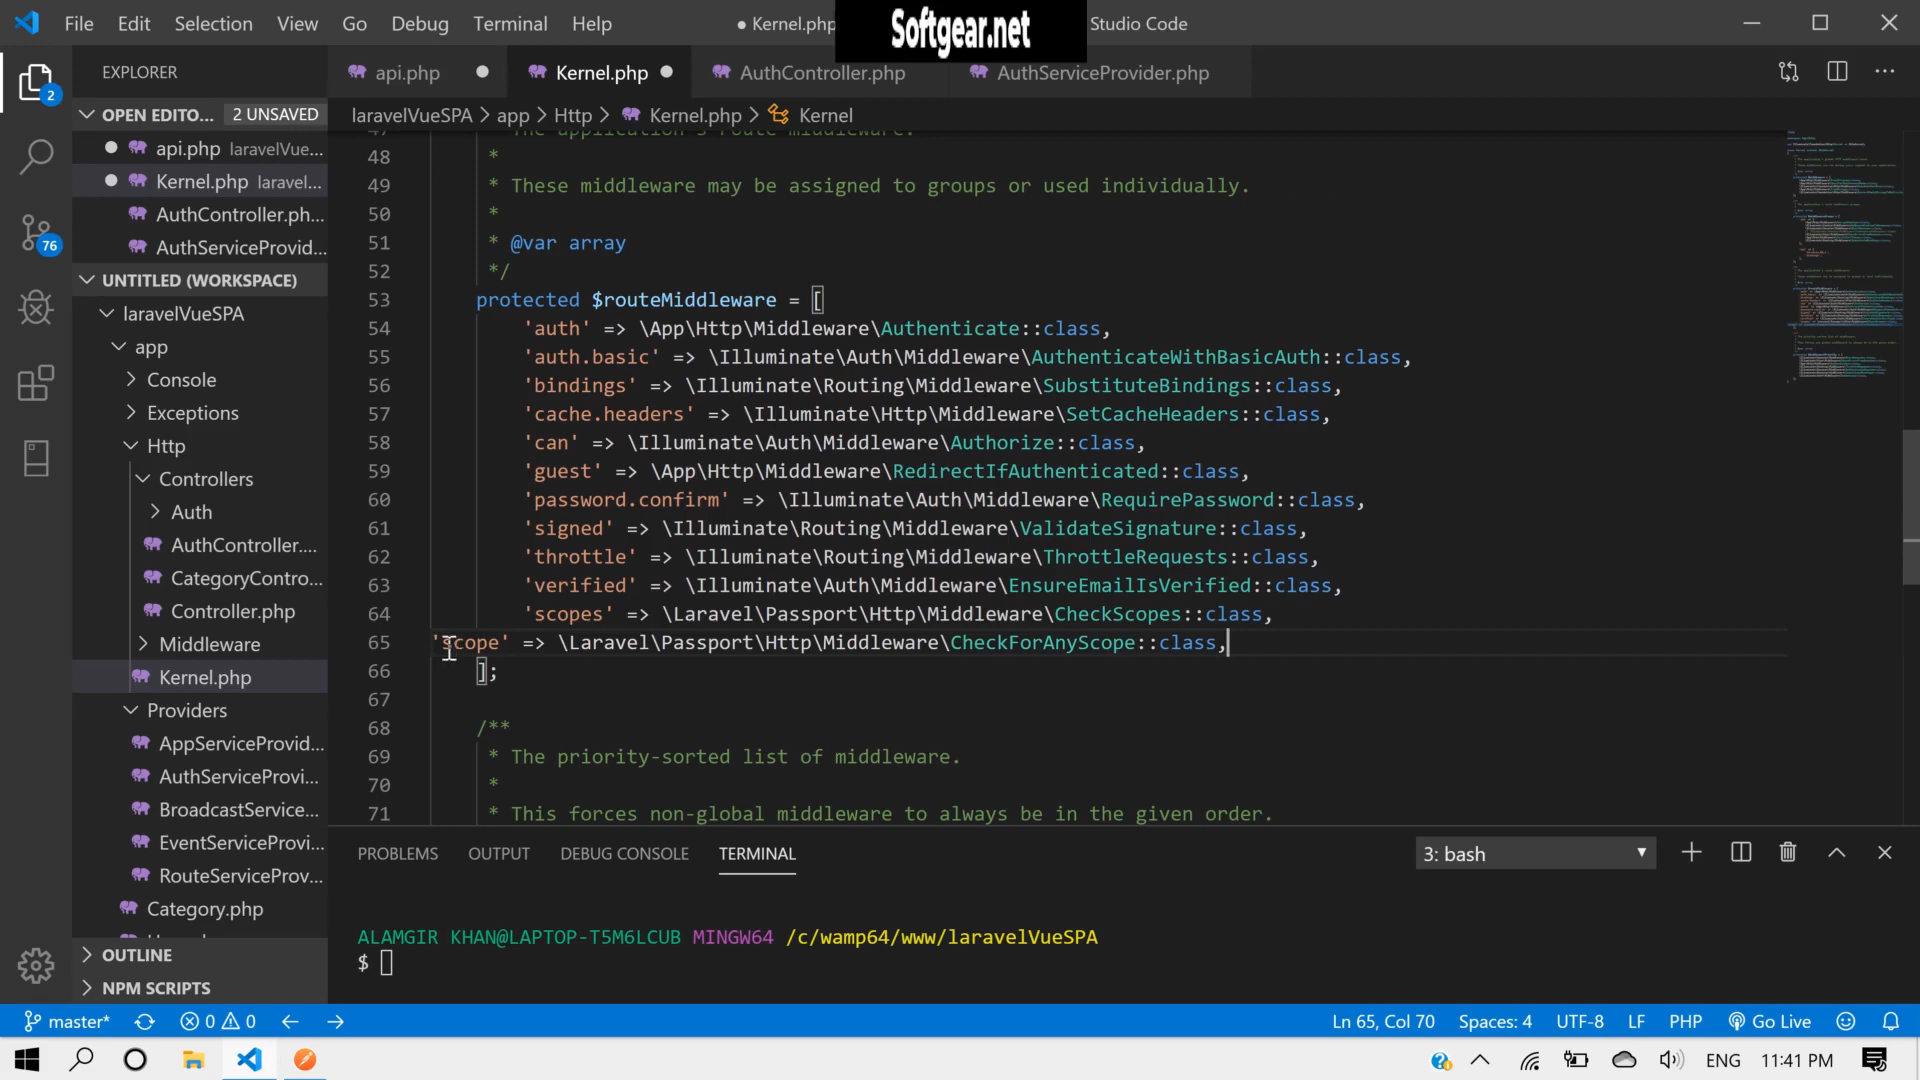 File Edit Selection View Go Debug Terminal Help
● Kernel.php
Softgear.net
Studio Code
EXPLORER
OPEN EDITO... 2 UNSAVED
api.php laravelVue...
Kernel.php laravel...
AuthController.ph...
AuthServiceProvid...
UNTITLED (WORKSPACE)
laravelVueSPA
app
Console
Exceptions
Http
Controllers
Auth
AuthController....
CategoryContro...
Controller.php
Middleware
Kernel.php
Providers
AppServiceProvid...
AuthServiceProvi...
BroadcastService...
EventServiceProvi...
RouteServiceProv...
Category.php
OUTLINE
NPM SCRIPTS
2
76
api.php
Kernel.php
AuthController.php
AuthServiceProvider.php
laravelVueSPA > app > Http > Kernel.php > Kernel
47 * The application's route middleware.
48 *
49 * These middleware may be assigned to groups or used individually.
50 *
51 * @var array
52 */
53 protected $routeMiddleware = [
54 'auth' => \App\Http\Middleware\Authenticate::class,
55 'auth.basic' => \Illuminate\Auth\Middleware\AuthenticateWithBasicAuth::class,
56 'bindings' => \Illuminate\Routing\Middleware\SubstituteBindings::class,
57 'cache.headers' => \Illuminate\Http\Middleware\SetCacheHeaders::class,
58 'can' => \Illuminate\Auth\Middleware\Authorize::class,
59 'guest' => \App\Http\Middleware\RedirectIfAuthenticated::class,
60 'password.confirm' => \Illuminate\Auth\Middleware\RequirePassword::class,
61 'signed' => \Illuminate\Routing\Middleware\ValidateSignature::class,
62 'throttle' => \Illuminate\Routing\Middleware\ThrottleRequests::class,
63 'verified' => \Illuminate\Auth\Middleware\EnsureEmailIsVerified::class,
64 'scopes' => \Laravel\Passport\Http\Middleware\CheckScopes::class,
65 'scope' => \Laravel\Passport\Http\Middleware\CheckForAnyScope::class,
66 ];
67
68 /**
69 * The priority-sorted list of middleware.
70 *
71 * This forces non-global middleware to always be in the given order.
PROBLEMS OUTPUT DEBUG CONSOLE TERMINAL
3: bash
ALAMGIR KHAN@LAPTOP-T5M6LCUB MINGW64 /c/wamp64/www/laravelVueSPA
$
master* 0 0
Ln 65, Col 70 Spaces: 4 UTF-8 LF PHP Go Live
ENG 11:41 PM